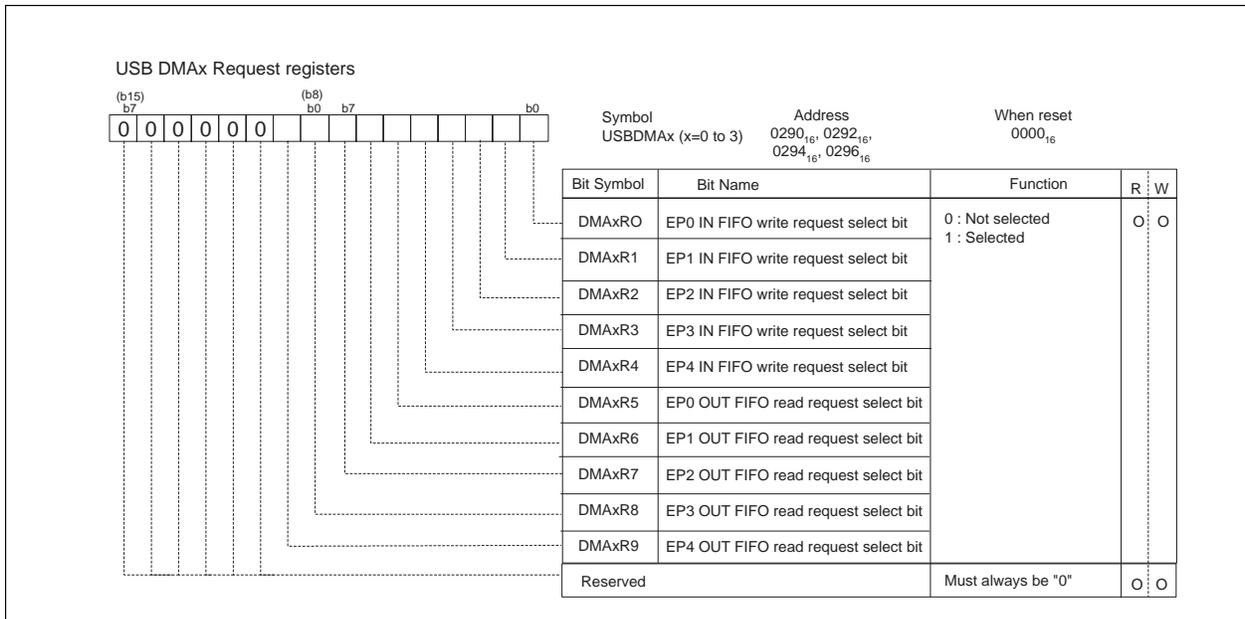 USB DMAx Request registers
(b15) (b8)
b7 b0 b7 b0
0 0 0 0 0 0
Symbol Address When reset
USBDMAx (x=0 to 3) 0290₁₆, 0292₁₆, 0000₁₆
0294₁₆, 0296₁₆
Bit Symbol Bit Name Function R W
DMAxRO EP0 IN FIFO write request select bit 0 : Not selected O O
1 : Selected
DMAxR1 EP1 IN FIFO write request select bit
DMAxR2 EP2 IN FIFO write request select bit
DMAxR3 EP3 IN FIFO write request select bit
DMAxR4 EP4 IN FIFO write request select bit
DMAxR5 EP0 OUT FIFO read request select bit
DMAxR6 EP1 OUT FIFO read request select bit
DMAxR7 EP2 OUT FIFO read request select bit
DMAxR8 EP3 OUT FIFO read request select bit
DMAxR9 EP4 OUT FIFO read request select bit
Reserved Must always be "0" O O